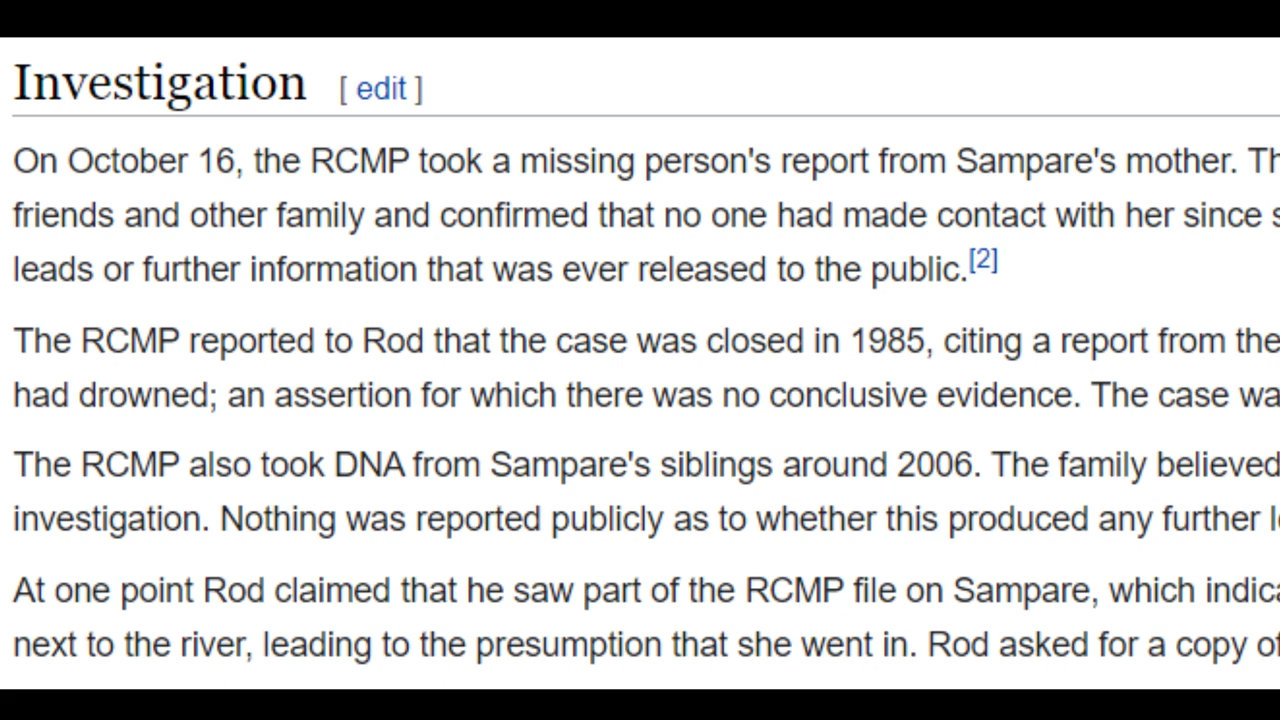 Investigation [ edit ]
On October 16, the RCMP took a missing person's report from Sampare's mother.
friends and other family and confirmed that no one had made contact with her since
leads or further information that was ever released to the public.[2]
The RCMP reported to Rod that the case was closed in 1985, citing a report from the
had drowned; an assertion for which there was no conclusive evidence. The case
The RCMP also took DNA from Sampare's siblings around 2006. The family believed
investigation. Nothing was reported publicly as to whether this produced any further
At one point Rod claimed that he saw part of the RCMP file on Sampare, which
next to the river, leading to the presumption that she went in. Rod asked for a copy